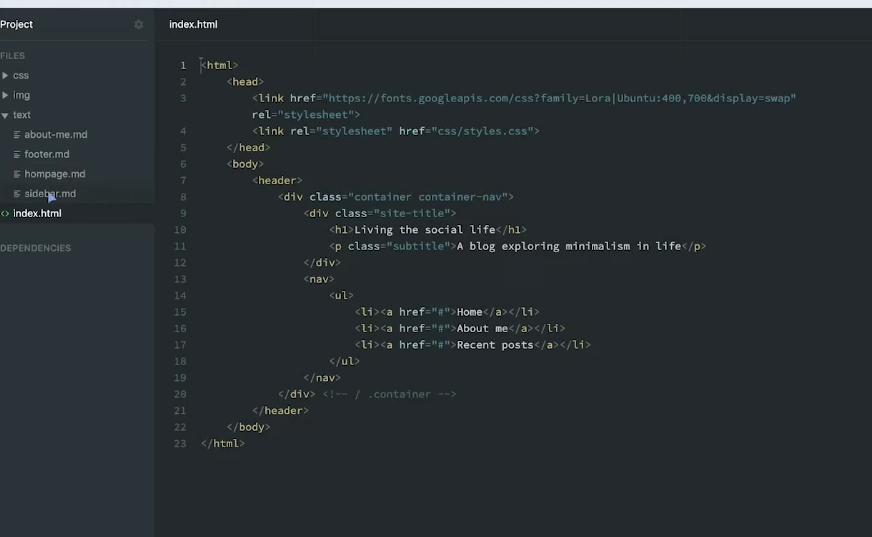 Project
index.html
FILES
css
img
text
about-me.md
footer.md
hompage.md
sidebar.md
index.html
DEPENDENCIES
1 <html>
2 <head>
3 <link href="https://fonts.googleapis.com/css?family=Lora|Ubuntu:400,700&display=swap"
rel="stylesheet">
4 <link rel="stylesheet" href="css/styles.css">
5 </head>
6 <body>
7 <header>
8 <div class="container container-nav">
9 <div class="site-title">
10 <h1>Living the social life</h1>
11 <p class="subtitle">A blog exploring minimalism in life</p>
12 </div>
13 <nav>
14 <ul>
15 <li><a href="#">Home</a></li>
16 <li><a href="#">About me</a></li>
17 <li><a href="#">Recent posts</a></li>
18 </ul>
19 </nav>
20 </div> <!-- / .container -->
21 </header>
22 </body>
23 </html>